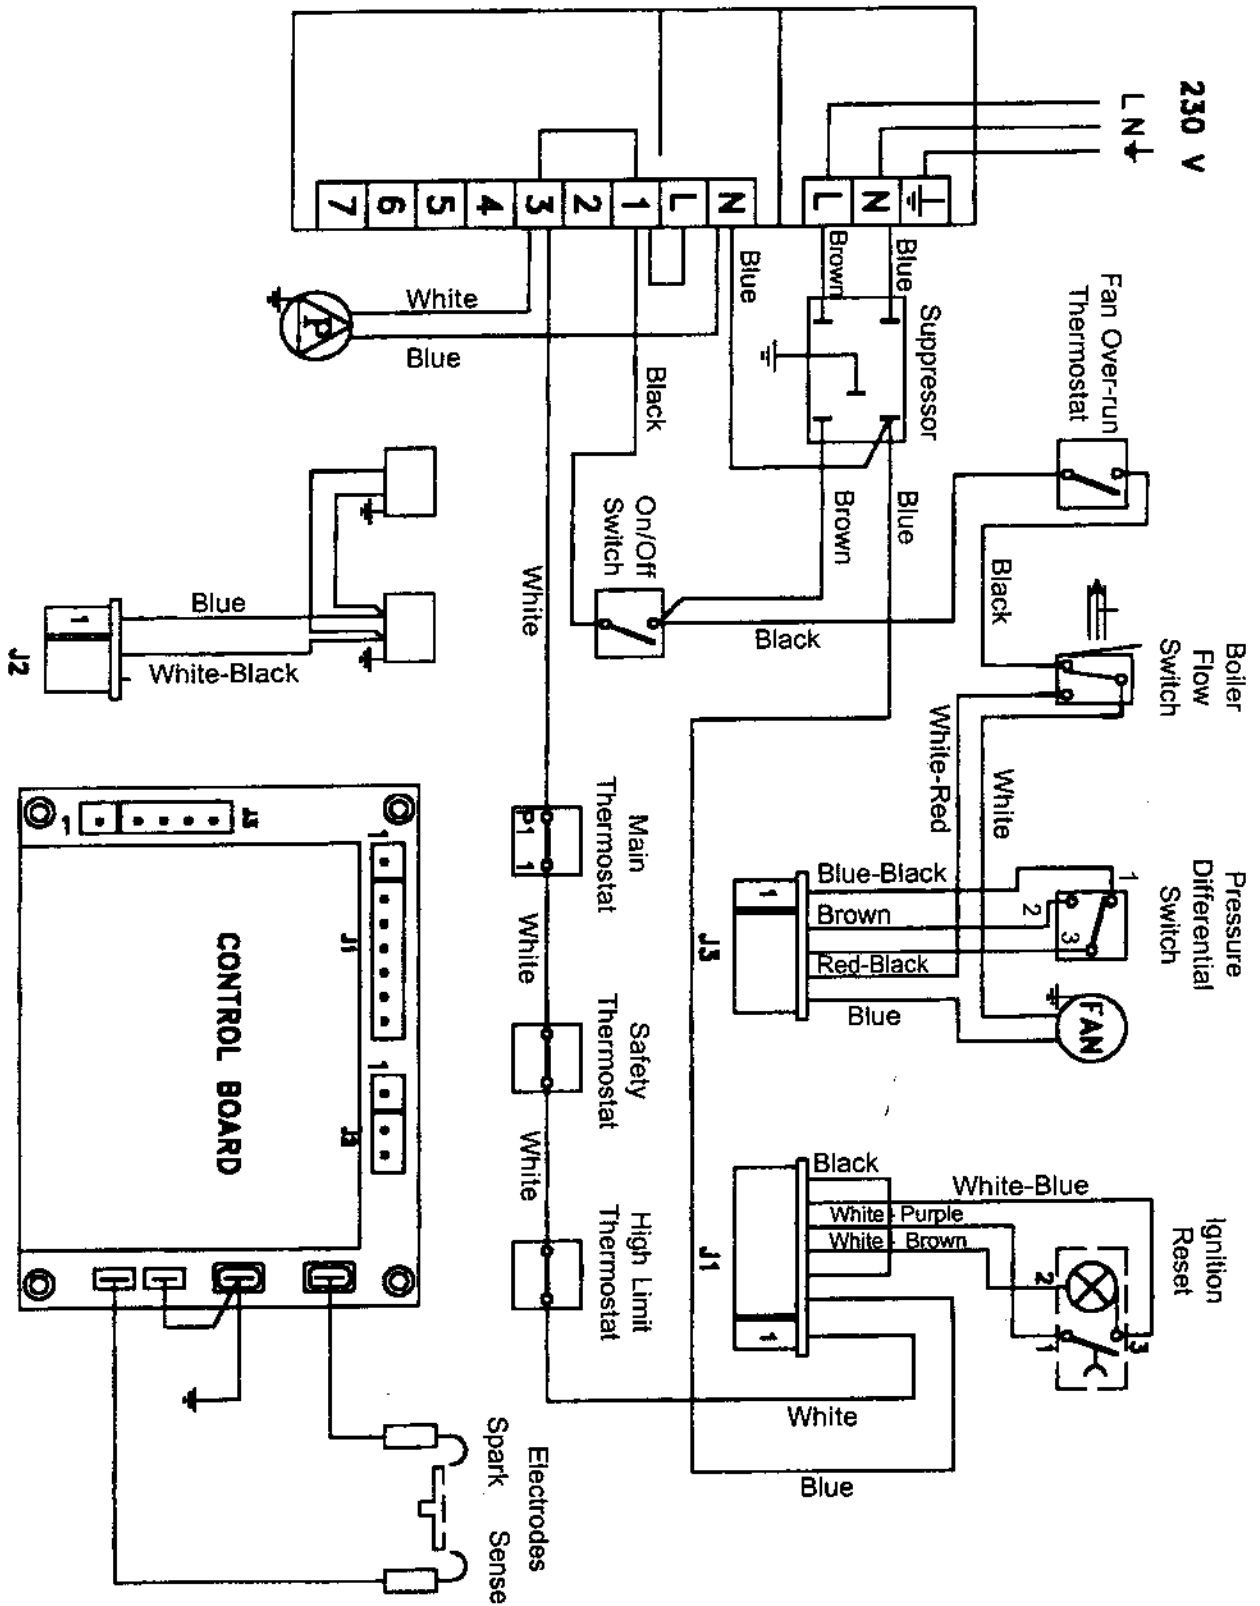 230 V
L N
L
N
N
L
1
2
3
4
5
6
7
Brown
Blue
Blue
White
Blue
P
Suppressor
Fan Over-run
Thermostat
Black
Brown
Blue
On/Off
Switch
Black
Black
Boiler
Flow
Switch
White
White-Red
White
Blue
White-Black
1
J2
Main
Thermostat
P1 1
White
Safety
Thermostat
White
High Limit
Thermostat
Pressure
Differential
Switch
1
2
3
Blue-Black
Brown
Red-Black
Blue
1
J3
FAN
Ignition
Reset
2
1
3
Black
White-Blue
White - Purple
White - Brown
J1
1
White
Blue
CONTROL BOARD
1
J3
1
J1
1
J2
Electrodes
Spark Sense